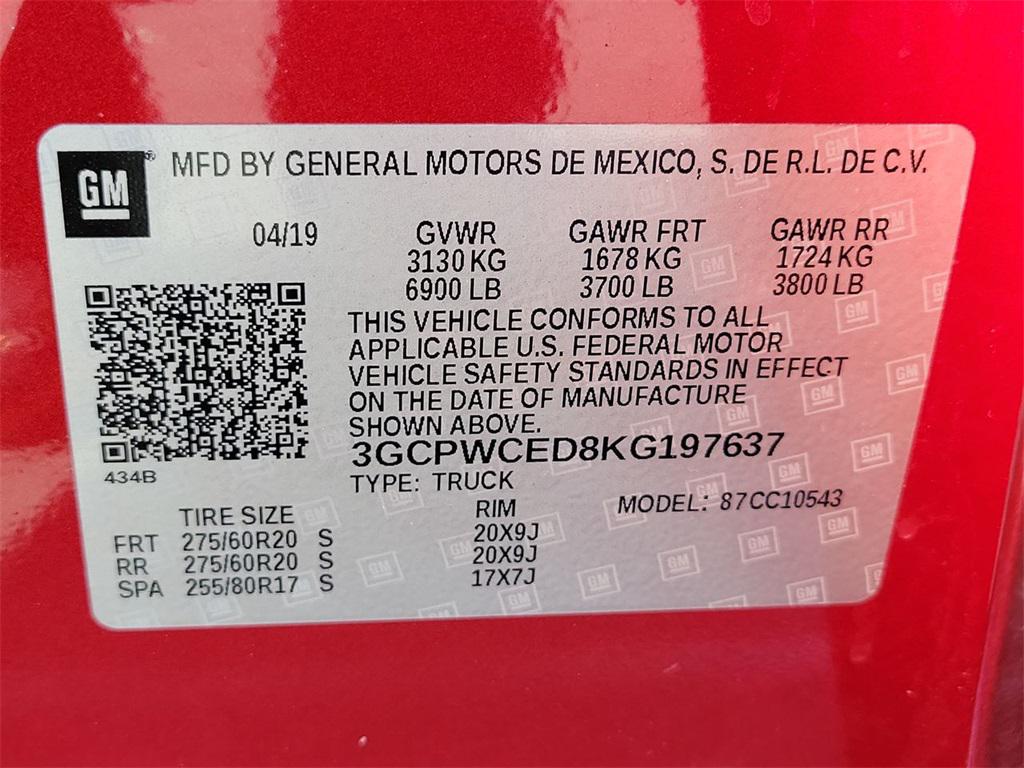 GM® MFD BY GENERAL MOTORS DE MEXICO, S. DE R.L. DE C.V.
04/19 GVWR GAWR FRT GAWR RR
3130 KG 1678 KG 1724 KG
6900 LB 3700 LB 3800 LB
THIS VEHICLE CONFORMS TO ALL
APPLICABLE U.S. FEDERAL MOTOR
VEHICLE SAFETY STANDARDS IN EFFECT
ON THE DATE OF MANUFACTURE
SHOWN ABOVE.
3GCPWCED8KG197637
434B
TYPE: TRUCK
MODEL: 87CC10543
TIRE SIZE RIM
FRT 275/60R20 S 20X9J
RR 275/60R20 S 20X9J
SPA 255/80R17 S 17X7J